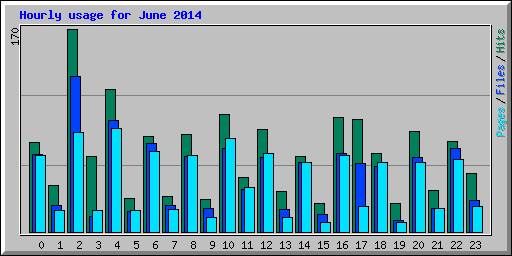 Hourly usage for June 2014
170
Pages/Files/Hits
0 1 2 3 4 5 6 7 8 9 10 11 12 13 14 15 16 17 18 19 20 21 22 23